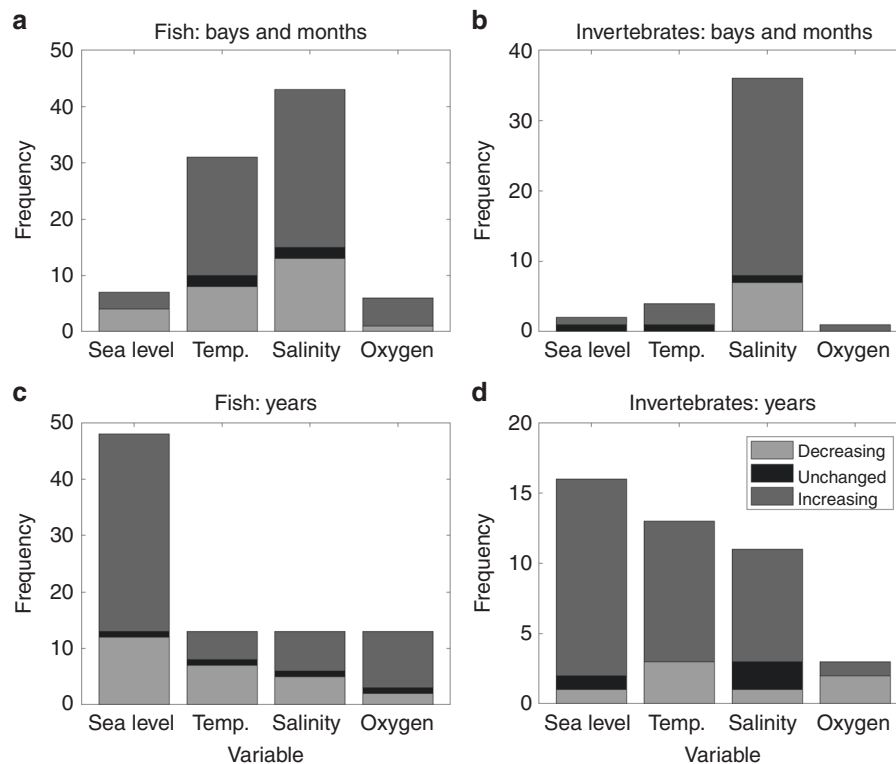 a
Fish: bays and months
50
40
30
20
10
0
Frequency
Sea level Temp. Salinity Oxygen
b
Invertebrates: bays and months
40
30
20
10
0
Frequency
Sea level Temp. Salinity Oxygen
c
Fish: years
50
40
30
20
10
0
Frequency
Sea level Temp. Salinity Oxygen
Variable
d
Invertebrates: years
20
15
10
5
0
Frequency
Decreasing
Unchanged
Increasing
Sea level Temp. Salinity Oxygen
Variable